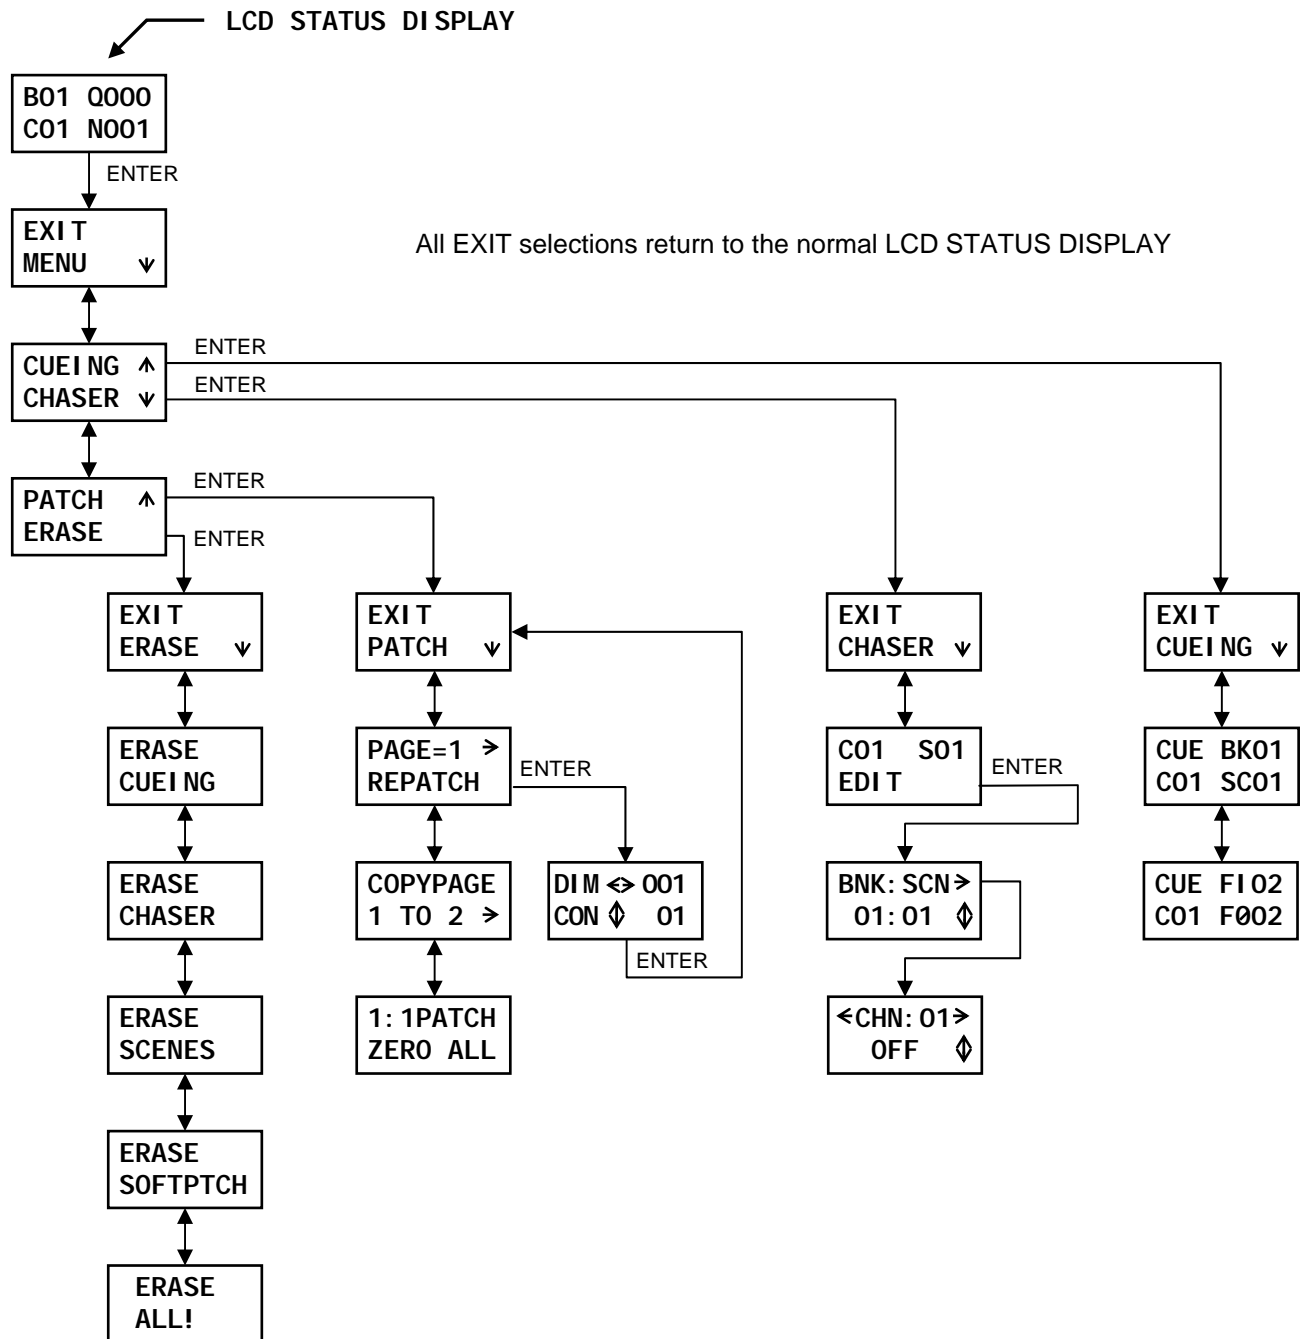 LCD STATUS DISPLAY
B01 Q000
C01 N001
ENTER
EXIT
MENU ↓
All EXIT selections return to the normal LCD STATUS DISPLAY
CUEING ↑
CHASER ↓
ENTER
ENTER
PATCH ↑
ERASE
ENTER
ENTER
EXIT
ERASE ↓
ERASE
CUEING
ERASE
CHASER
ERASE
SCENES
ERASE
SOFTPTCH
ERASE
ALL!
EXIT
PATCH ↓
PAGE=1 →
REPATCH
ENTER
COPYPAGE
1 TO 2 →
1:1PATCH
ZERO ALL
DIM ↔ 001
CON ↕ 01
ENTER
EXIT
CHASER ↓
C01 S01
EDIT
ENTER
BNK:SCN→
01:01 ↕
←CHN:01→
OFF ↕
EXIT
CUEING ↓
CUE BK01
C01 SC01
CUE FI02
C01 FØ02